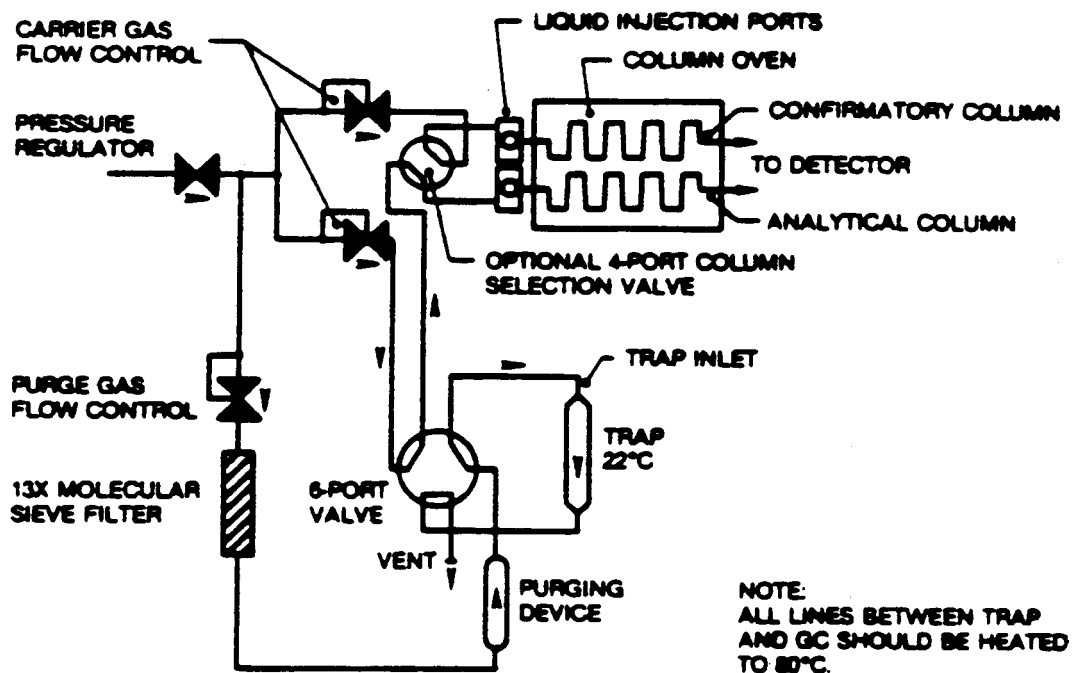 CARRIER GAS
FLOW CONTROL
LIQUID INJECTION PORTS
COLUMN OVEN
CONFIRMATORY COLUMN
TO DETECTOR
ANALYTICAL COLUMN
PRESSURE
REGULATOR
OPTIONAL 4-PORT COLUMN
SELECTION VALVE
PURGE GAS
FLOW CONTROL
13X MOLECULAR
SIEVE FILTER
TRAP INLET
TRAP
22°C
6-PORT
VALVE
VENT
PURGING
DEVICE
NOTE:
ALL LINES BETWEEN TRAP
AND GC SHOULD BE HEATED
TO 80°C.